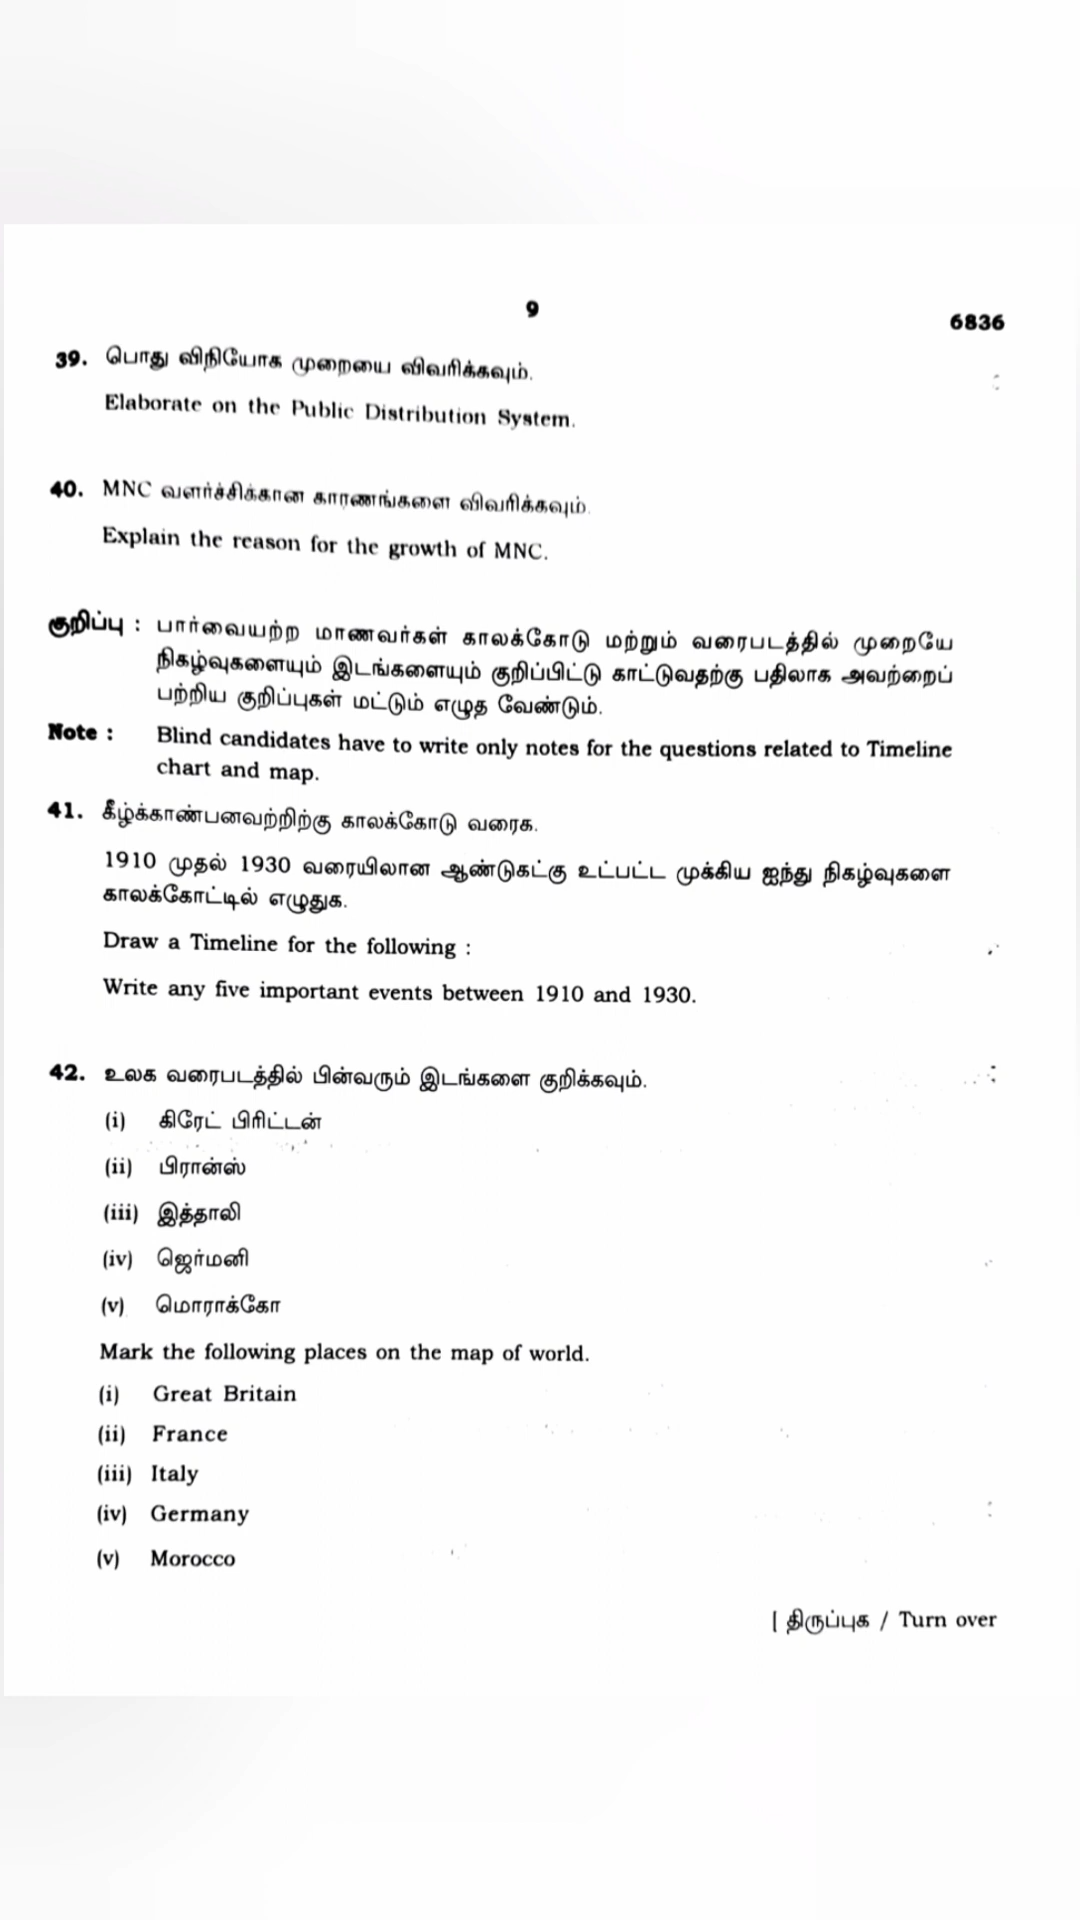 9
6836
39. பொது விநியோக முறையை விவரிக்கவும்.
Elaborate on the Public Distribution System.
40. MNC வளர்ச்சிக்கான காரணங்களை விவரிக்கவும்.
Explain the reason for the growth of MNC.
குறிப்பு : பார்வையற்ற மாணவர்கள் காலக்கோடு மற்றும் வரைபடத்தில் முறையே
நிகழ்வுகளையும் இடங்களையும் குறிப்பிட்டு காட்டுவதற்கு பதிலாக அவற்றைப்
பற்றிய குறிப்புகள் மட்டும் எழுத வேண்டும்.
Note : Blind candidates have to write only notes for the questions related to Timeline
chart and map.
41. கீழ்க்காண்பனவற்றிற்கு காலக்கோடு வரைக.
1910 முதல் 1930 வரையிலான ஆண்டுகட்கு உட்பட்ட முக்கிய ஐந்து நிகழ்வுகளை
காலக்கோட்டில் எழுதுக.
Draw a Timeline for the following :
Write any five important events between 1910 and 1930.
42. உலக வரைபடத்தில் பின்வரும் இடங்களை குறிக்கவும்.
(i) கிரேட் பிரிட்டன்
(ii) பிரான்ஸ்
(iii) இத்தாலி
(iv) ஜெர்மனி
(v) மொராக்கோ
Mark the following places on the map of world.
(i) Great Britain
(ii) France
(iii) Italy
(iv) Germany
(v) Morocco
[ திருப்புக / Turn over